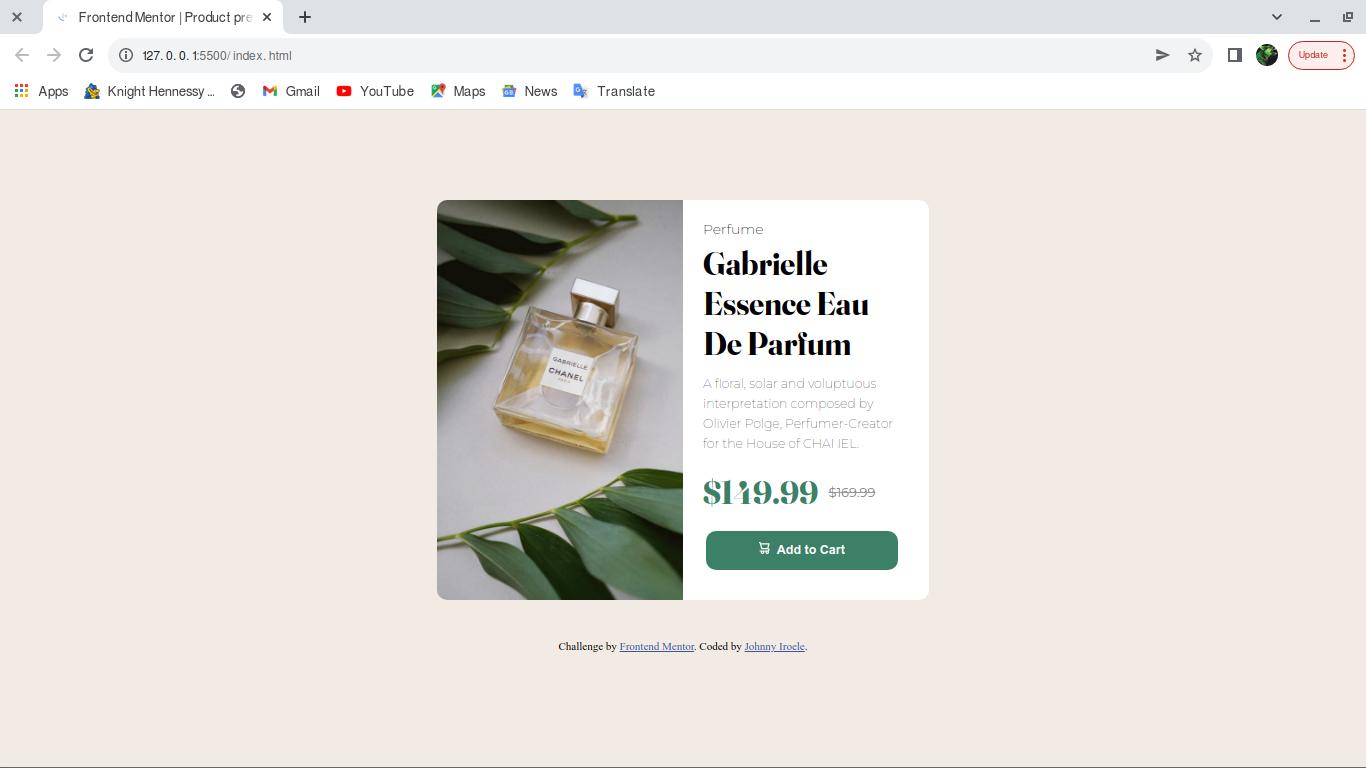 Frontend Mentor | Product pre
127.0.0.1:5500/index.html
Update
Apps
Knight Hennessy ...
Gmail
YouTube
Maps
News
Translate
GABRIELLE
CHANEL
PARIS
Perfume
Gabrielle
Essence Eau
De Parfum
A floral, solar and voluptuous
interpretation composed by
Olivier Polge, Perfumer-Creator
for the House of CHANEL.
$149.99 $169.99
Add to Cart
Challenge by Frontend Mentor. Coded by Johnny Iroele.